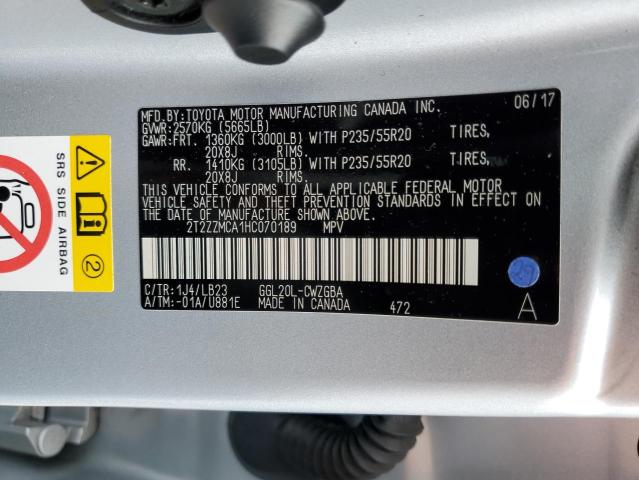 MFD.BY:TOYOTA MOTOR MANUFACTURING CANADA INC. 06/17
GVWR:2570KG (5665LB)
GAWR:FRT. 1360KG (3000LB) WITH P235/55R20 TIRES,
20X8J RIMS.
RR. 1410KG (3105LB) WITH P235/55R20 TIRES,
20X8J RIMS.
THIS VEHICLE CONFORMS TO ALL APPLICABLE FEDERAL MOTOR
VEHICLE SAFETY AND THEFT PREVENTION STANDARDS IN EFFECT ON
THE DATE OF MANUFACTURE SHOWN ABOVE.
2T2ZZMCA1HC070189 MPV
C/TR:1J4/LB23 GGL20L-CWZGBA
A/TM:-01A/U881E MADE IN CANADA 472
A
SRS SIDE AIRBAG
2